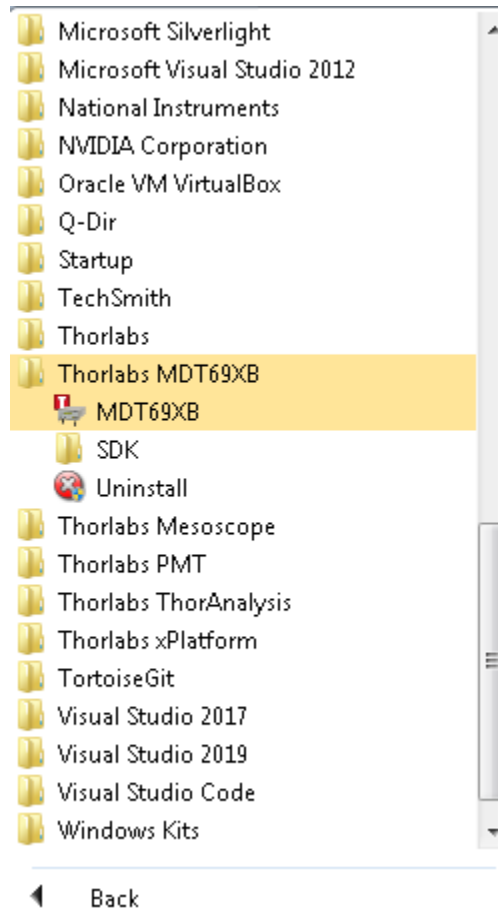 Microsoft Silverlight
Microsoft Visual Studio 2012
National Instruments
NVIDIA Corporation
Oracle VM VirtualBox
Q-Dir
Startup
TechSmith
Thorlabs
Thorlabs MDT69XB
MDT69XB
SDK
Uninstall
Thorlabs Mesoscope
Thorlabs PMT
Thorlabs ThorAnalysis
Thorlabs xPlatform
TortoiseGit
Visual Studio 2017
Visual Studio 2019
Visual Studio Code
Windows Kits
Back